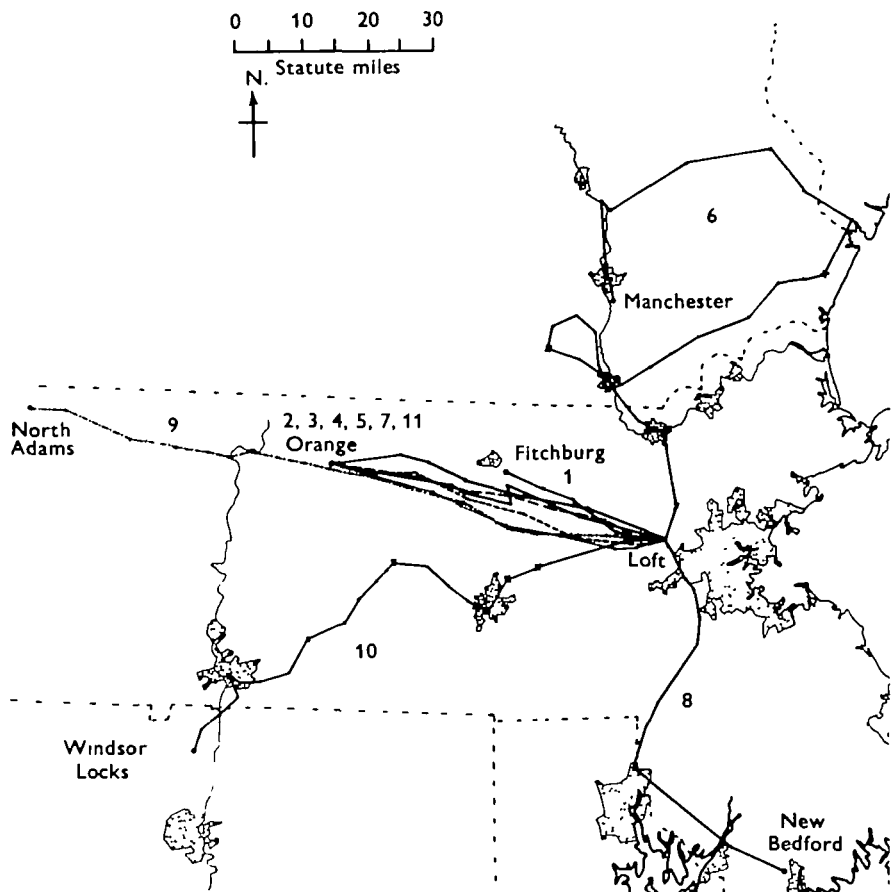 0 10 20 30
Statute miles
N.
6
Manchester
9
2, 3, 4, 5, 7, 11
North
Adams
Orange
Fitchburg
1
Loft
10
8
Windsor
Locks
New
Bedford